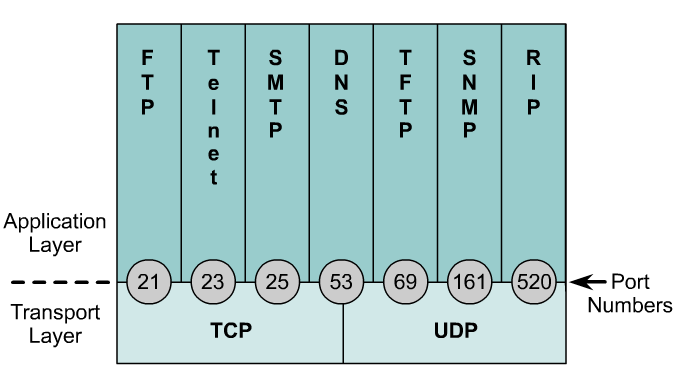 FTP
Telnet
SMTP
DNS
TFTP
SNMP
RIP
Application
Layer
21
23
25
53
69
161
520
Port
Numbers
Transport
Layer
TCP
UDP